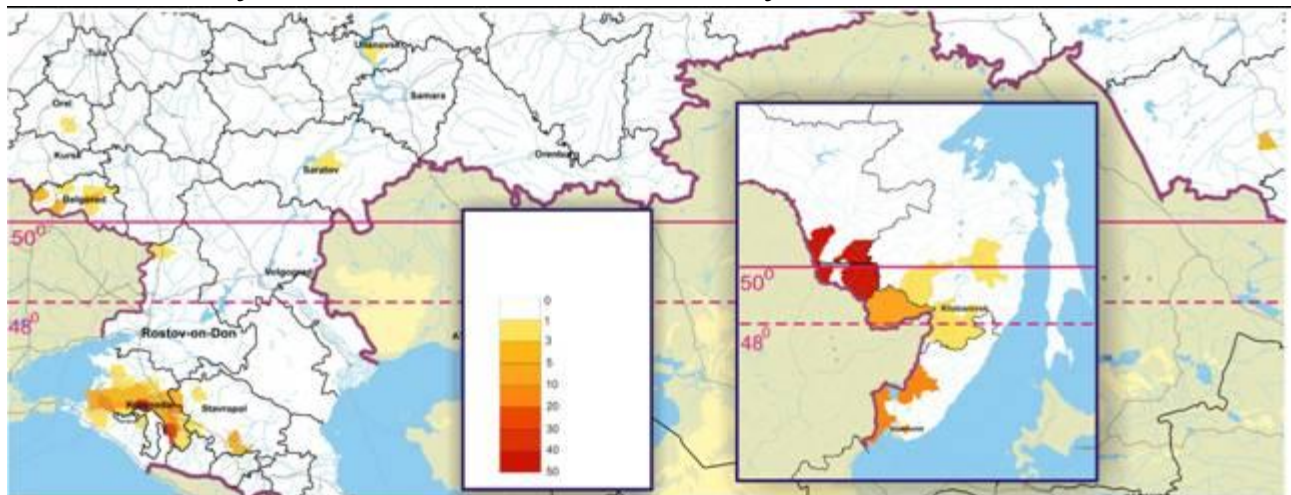 Tula
Ulianovsk
Samara
Orel
Kursk
Saratov
Orenburg
Belgorod
50⁰
Volgograd
48⁰
Rostov-on-Don
Stavropol
0
1
3
5
10
20
30
40
50
50⁰
48⁰